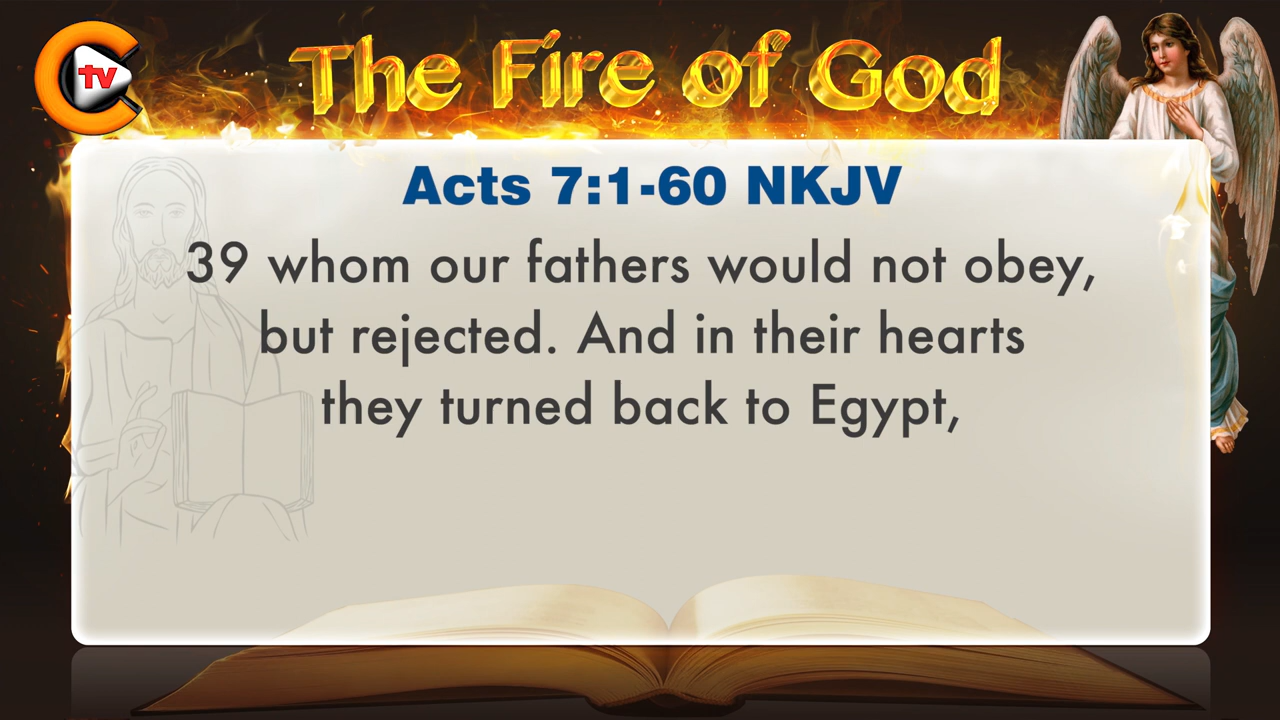 tv
The Fire of God
Acts 7:1-60 NKJV
39 whom our fathers would not obey,
but rejected. And in their hearts
they turned back to Egypt,